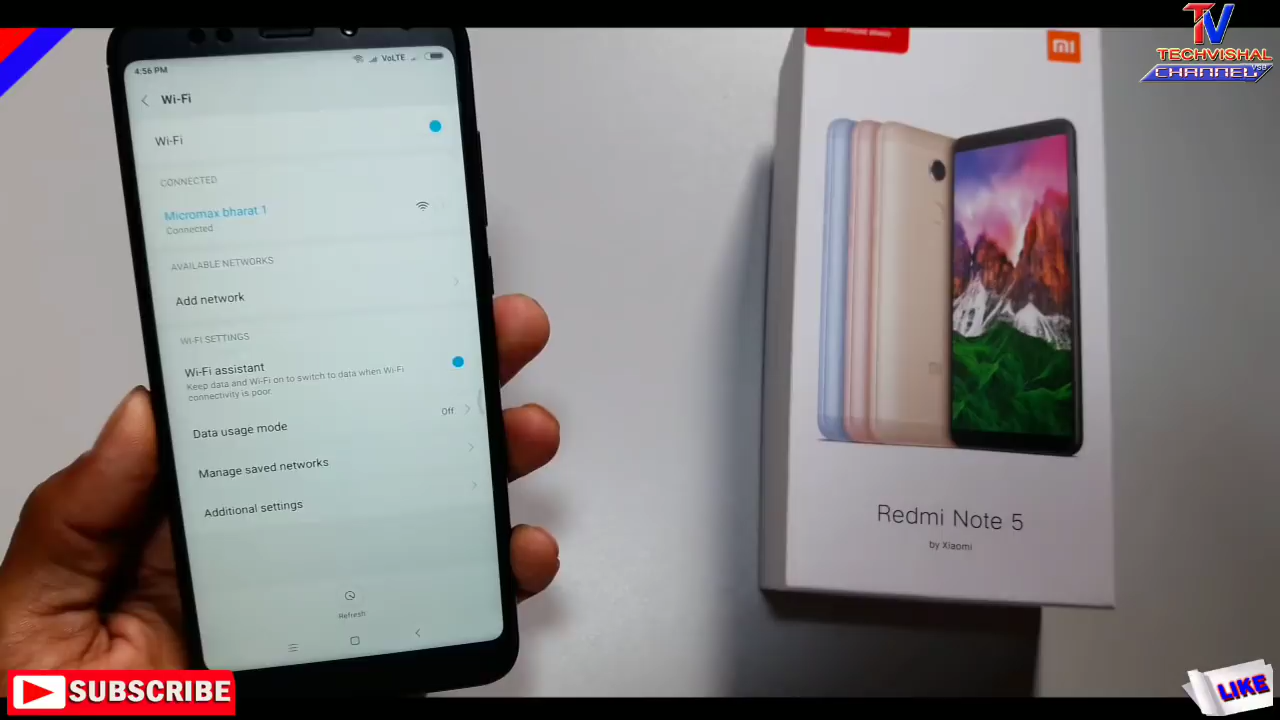 TV
TECHVISHAL
CHANNEL VSB
mi
4:56 PM
VoLTE
Wi-Fi
Wi-Fi
CONNECTED
Micromax bharat 1
Connected
AVAILABLE NETWORKS
Add network
WI-FI SETTINGS
Wi-Fi assistant
Keep data and Wi-Fi on to switch to data when Wi-Fi
connectivity is poor.
Data usage mode
Off
Manage saved networks
Additional settings
Refresh
Redmi Note 5
by Xiaomi
SUBSCRIBE
LIKE